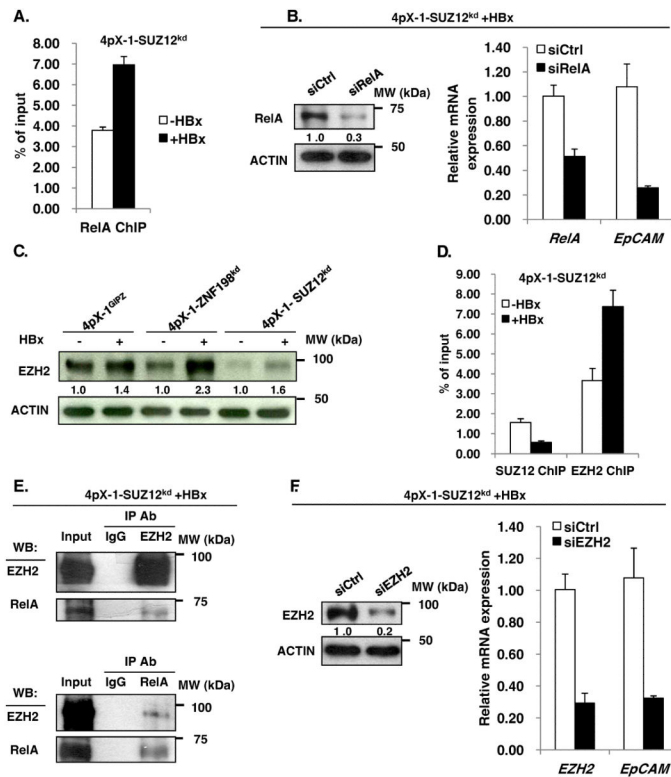 A.
4pX-1-SUZ12kd
% of input
8.00
7.00
6.00
5.00
4.00
3.00
2.00
1.00
0.00
-HBx
+HBx
RelA ChIP
B.
4pX-1-SUZ12kd +HBx
siCtrl
siRelA
MW (kDa)
RelA
75
1.0 0.3
50
ACTIN
Relative mRNA
expression
1.40
1.20
1.00
0.80
0.60
0.40
0.20
0.00
siCtrl
siRelA
RelA
EpCAM
C.
4pX-1GIPZ
4pX-1-ZNF198kd
4pX-1- SUZ12kd
HBx - + - + - + MW (kDa)
EZH2
100
1.0 1.4 1.0 2.3 1.0 1.6
50
ACTIN
D.
4pX-1-SUZ12kd
% of input
9.00
8.00
7.00
6.00
5.00
4.00
3.00
2.00
1.00
0.00
-HBx
+HBx
SUZ12 ChIP EZH2 ChIP
E.
4pX-1-SUZ12kd +HBx
IP Ab
Input IgG EZH2 MW (kDa)
WB:
100
EZH2
75
RelA
IP Ab
Input IgG RelA MW (kDa)
WB:
100
EZH2
75
RelA
F.
4pX-1-SUZ12kd +HBx
siCtrl
siEZH2
MW (kDa)
100
EZH2
1.0 0.2
50
ACTIN
Relative mRNA expression
1.40
1.20
1.00
0.80
0.60
0.40
0.20
0.00
siCtrl
siEZH2
EZH2
EpCAM